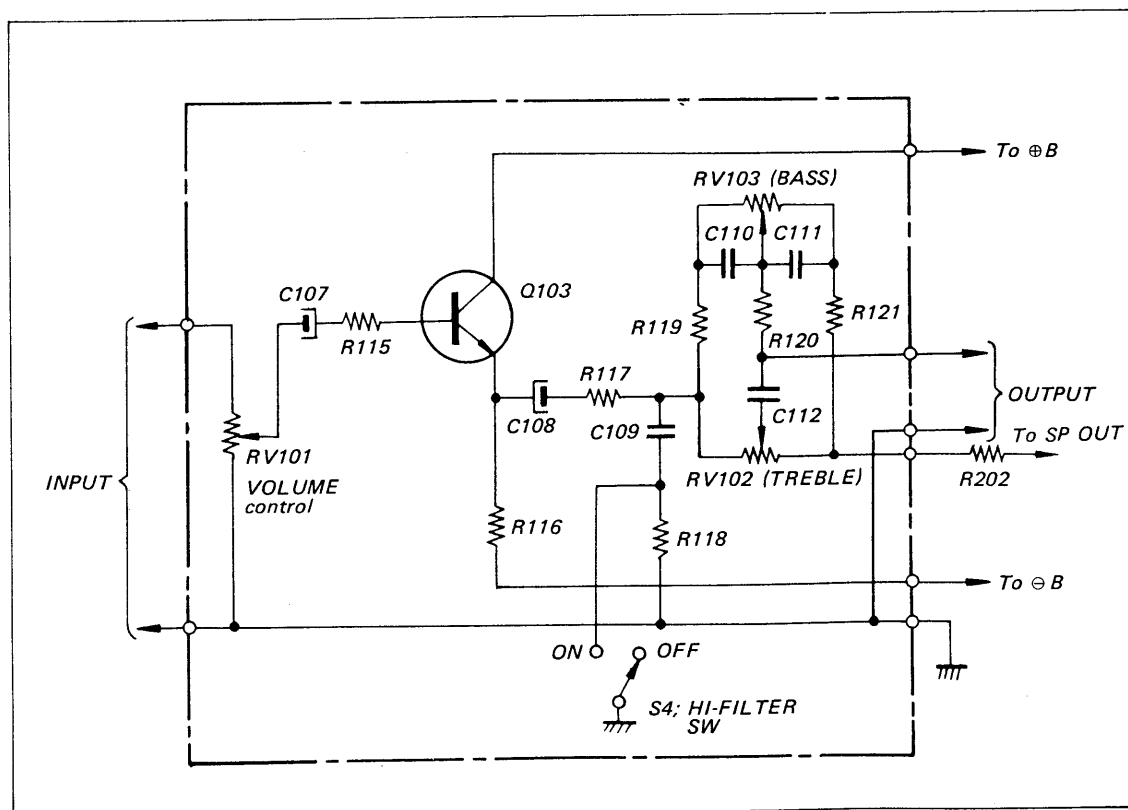 To ⊕B
RV103 (BASS)
C110
C111
Q103
C107
R115
R119
R120
R121
R117
C108
C109
C112
OUTPUT
To SP OUT
R202
RV101
VOLUME
control
INPUT
RV102 (TREBLE)
R116
R118
To ⊖B
ON
OFF
S4; HI-FILTER
SW